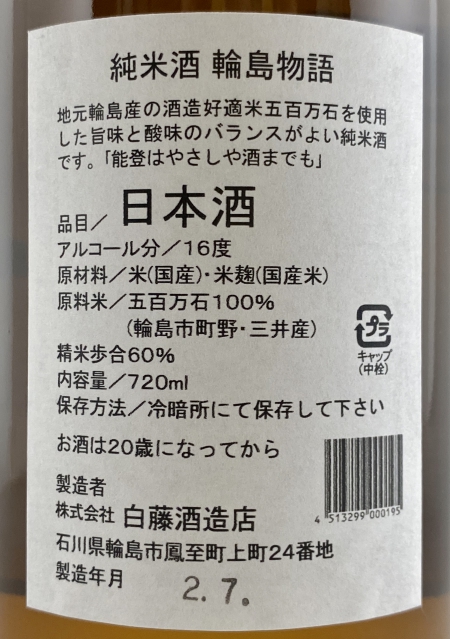 純米酒 輪島物語
地元輪島産の酒造好適米五百万石を使用
した旨味と酸味のバランスがよい純米酒
です。「能登はやさしや酒までも」
品目／日本酒
アルコール分／16度
原材料／米(国産)・米麹(国産米)
原料米／五百万石100%
(輪島市町野・三井産)
精米歩合60%
内容量／720ml
保存方法／冷暗所にて保存して下さい
プラ
キャップ
(中栓)
お酒は20歳になってから
4 513299 000195
製造者
株式会社 白藤酒造店
石川県輪島市鳳至町上町24番地
製造年月 2.7.